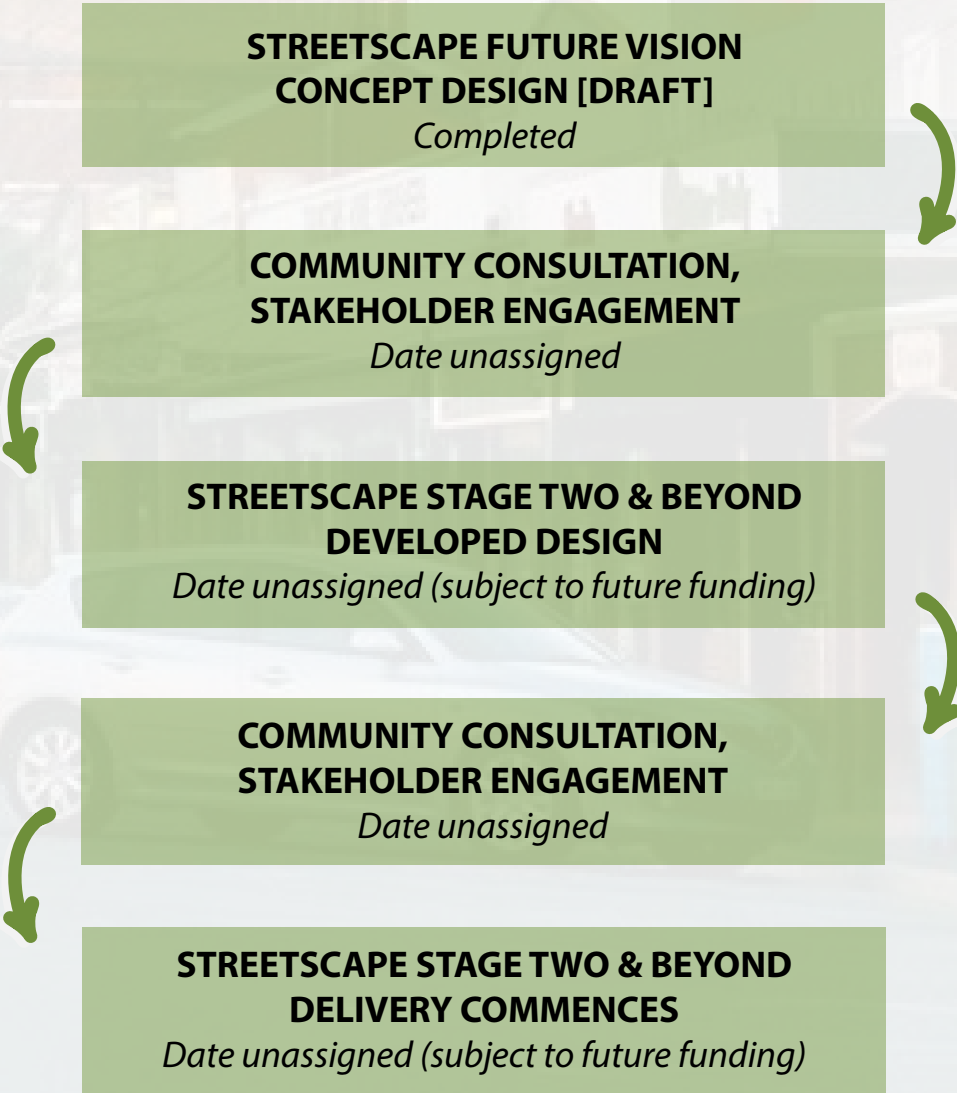 STREETSCAPE FUTURE VISION
CONCEPT DESIGN [DRAFT]
Completed
COMMUNITY CONSULTATION,
STAKEHOLDER ENGAGEMENT
Date unassigned
STREETSCAPE STAGE TWO & BEYOND
DEVELOPED DESIGN
Date unassigned (subject to future funding)
COMMUNITY CONSULTATION,
STAKEHOLDER ENGAGEMENT
Date unassigned
STREETSCAPE STAGE TWO & BEYOND
DELIVERY COMMENCES
Date unassigned (subject to future funding)